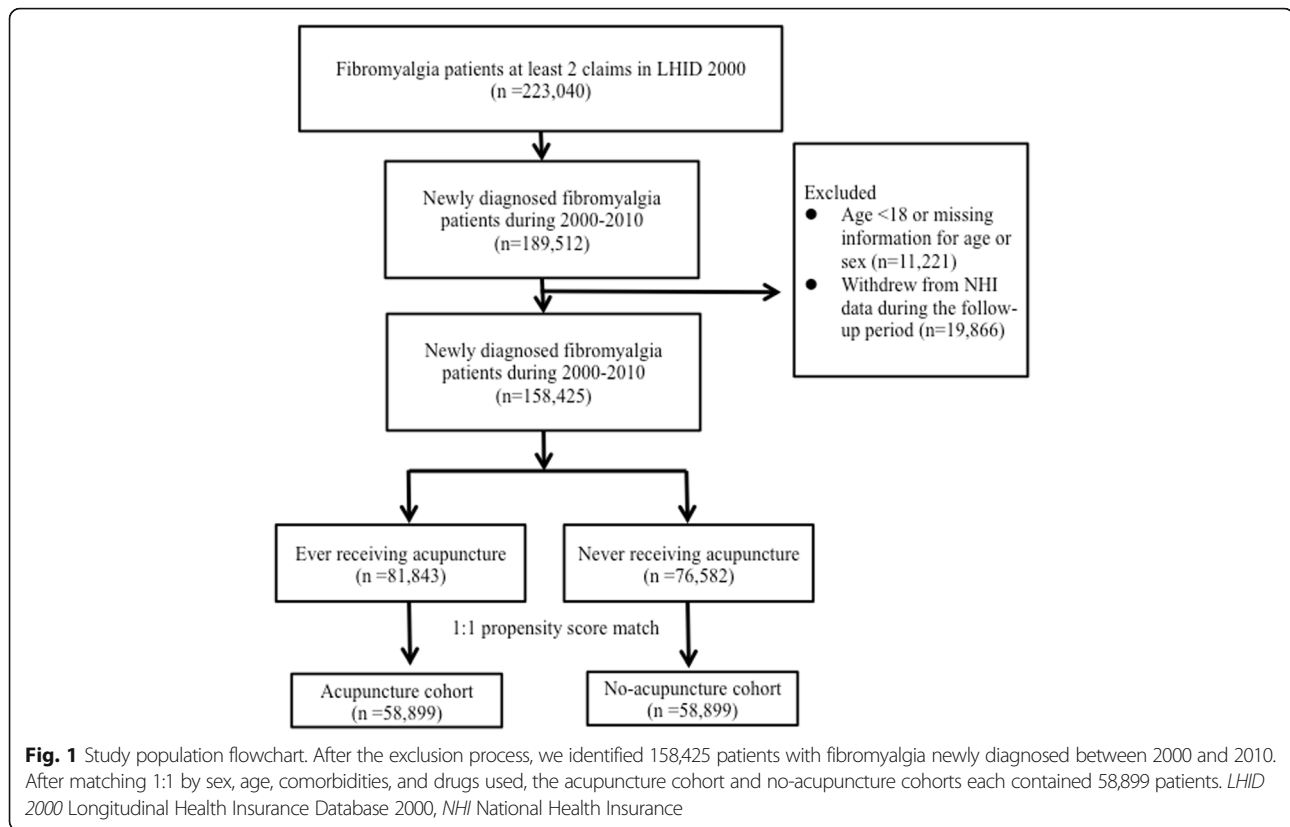 Fibromyalgia patients at least 2 claims in LHID 2000
(n =223,040)
Newly diagnosed fibromyalgia
patients during 2000-2010
(n=189,512)
Excluded
● Age <18 or missing
information for age or
sex (n=11,221)
● Withdrew from NHI
data during the follow-
up period (n=19,866)
Newly diagnosed fibromyalgia
patients during 2000-2010
(n=158,425)
Ever receiving acupuncture
(n =81,843)
Never receiving acupuncture
(n =76,582)
1:1 propensity score match
Acupuncture cohort
(n =58,899)
No-acupuncture cohort
(n =58,899)
Fig. 1 Study population flowchart. After the exclusion process, we identified 158,425 patients with fibromyalgia newly diagnosed between 2000 and 2010.
After matching 1:1 by sex, age, comorbidities, and drugs used, the acupuncture cohort and no-acupuncture cohorts each contained 58,899 patients. LHID
2000 Longitudinal Health Insurance Database 2000, NHI National Health Insurance